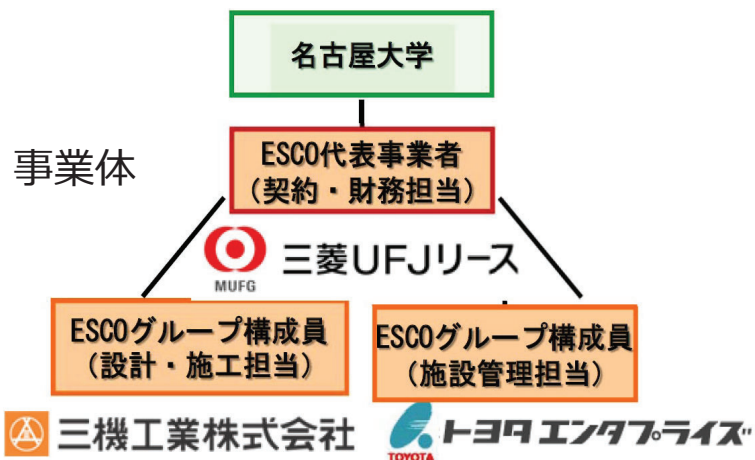 名古屋大学
事業体
ESCO代表事業者
（契約・財務担当）
MUFG
三菱UFJリース
ESCOグループ構成員
（設計・施工担当）
ESCOグループ構成員
（施設管理担当）
三機工業株式会社
TOYOTA
トヨタエンタプライズ